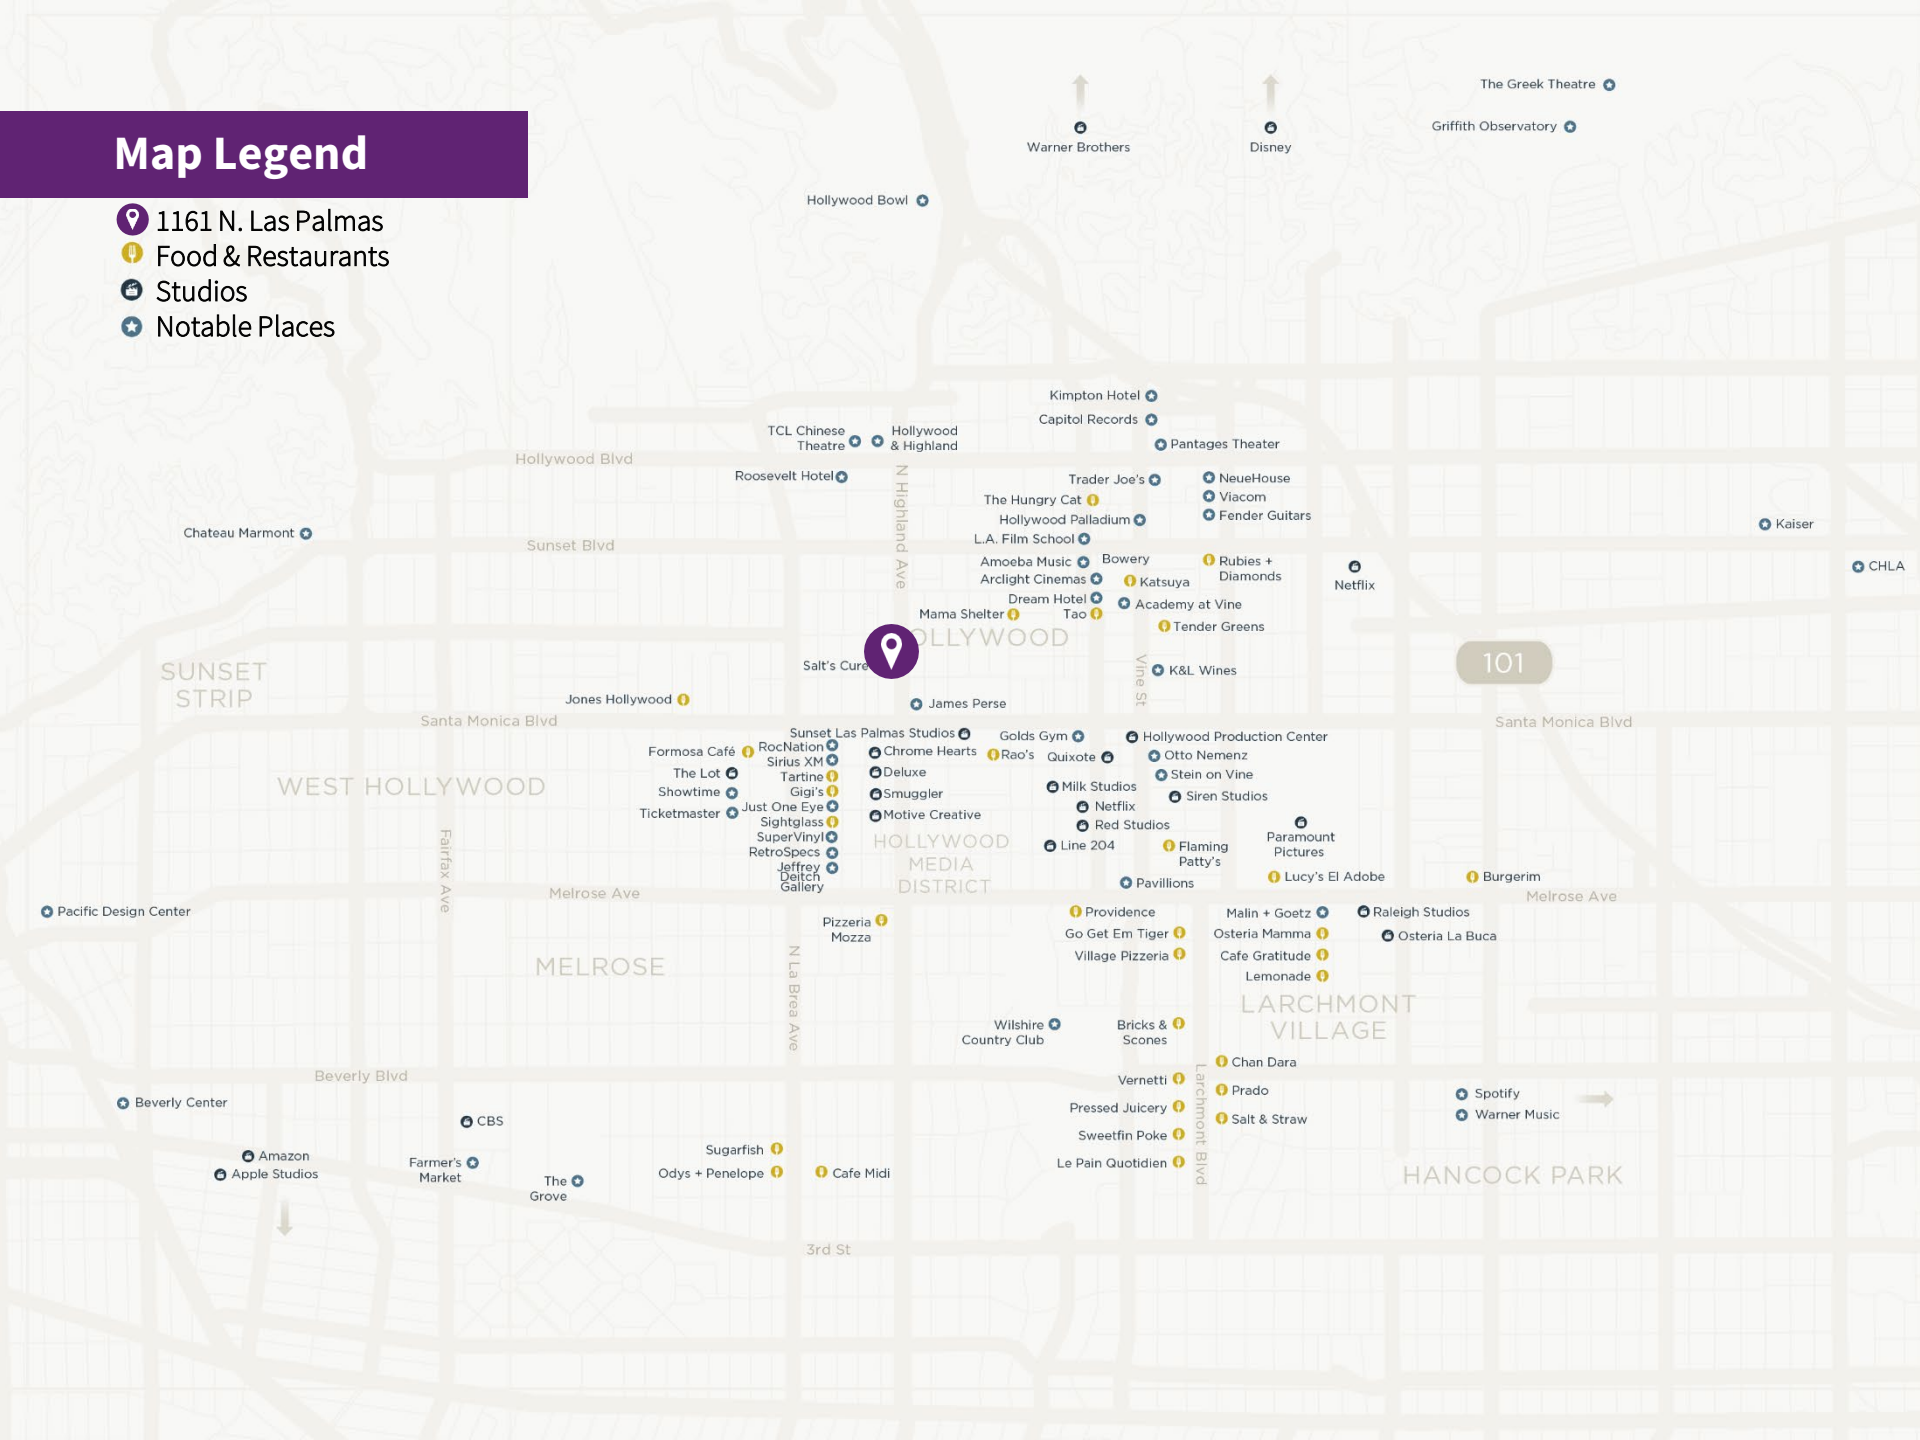 Map Legend
1161 N. Las Palmas
Food & Restaurants
Studios
Notable Places
The Greek Theatre
Griffith Observatory
Warner Brothers
Disney
Hollywood Bowl
Kimpton Hotel
Capitol Records
TCL Chinese
Theatre
Hollywood
& Highland
Pantages Theater
Hollywood Blvd
Roosevelt Hotel
N Highland Ave
Trader Joe's
NeueHouse
The Hungry Cat
Viacom
Hollywood Palladium
Fender Guitars
Kaiser
Chateau Marmont
Sunset Blvd
L.A. Film School
Amoeba Music
Bowery
Rubies +
Diamonds
Arclight Cinemas
Katsuya
Netflix
CHLA
Dream Hotel
Academy at Vine
Mama Shelter
Tao
Tender Greens
OLLYWOOD
Salt's Cure
Vine St
K&L Wines
101
SUNSET
STRIP
Jones Hollywood
James Perse
Santa Monica Blvd
Santa Monica Blvd
Sunset Las Palmas Studios
Golds Gym
Hollywood Production Center
Formosa Café
RocNation
Chrome Hearts
Rao's
Quixote
Otto Nemenz
Sirius XM
The Lot
Tartine
Deluxe
Stein on Vine
WEST HOLLYWOOD
Showtime
Gigi's
Smuggler
Milk Studios
Siren Studios
Ticketmaster
Just One Eye
Motive Creative
Netflix
Sightglass
Red Studios
Paramount
Pictures
SuperVinyl
HOLLYWOOD
MEDIA
DISTRICT
Line 204
Flaming
Patty's
RetroSpecs
Jeffrey
Deitch
Gallery
Fairfax Ave
Pavillions
Lucy's El Adobe
Burgerim
Melrose Ave
Melrose Ave
Pacific Design Center
Pizzeria
Mozza
Providence
Malin + Goetz
Raleigh Studios
Go Get Em Tiger
Osteria Mamma
Osteria La Buca
Village Pizzeria
Cafe Gratitude
Lemonade
MELROSE
N La Brea Ave
LARCHMONT
VILLAGE
Wilshire
Country Club
Bricks &
Scones
Chan Dara
Beverly Blvd
Vernetti
Larchmont Blvd
Prado
Spotify
Beverly Center
Pressed Juicery
Salt & Straw
Warner Music
CBS
Sweetfin Poke
Amazon
Apple Studios
Farmer's
Market
Sugarfish
Odys + Penelope
Cafe Midi
Le Pain Quotidien
HANCOCK PARK
The
Grove
3rd St